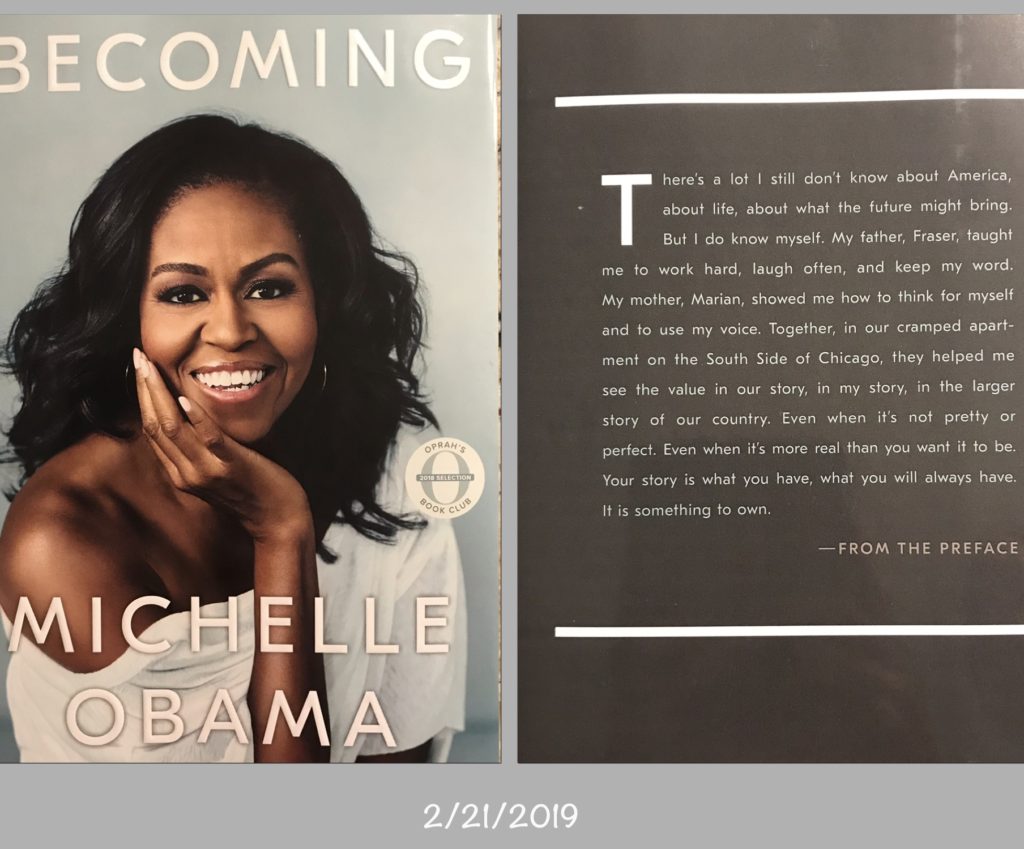 BECOMING
OPRAH'S
2018 SELECTION
BOOK CLUB
MICHELLE
OBAMA
There's a lot I still don't know about America,
about life, about what the future might bring.
But I do know myself. My father, Fraser, taught
me to work hard, laugh often, and keep my word.
My mother, Marian, showed me how to think for myself
and to use my voice. Together, in our cramped apart-
ment on the South Side of Chicago, they helped me
see the value in our story, in my story, in the larger
story of our country. Even when it's not pretty or
perfect. Even when it's more real than you want it to be.
Your story is what you have, what you will always have.
It is something to own.
—FROM THE PREFACE
2/21/2019